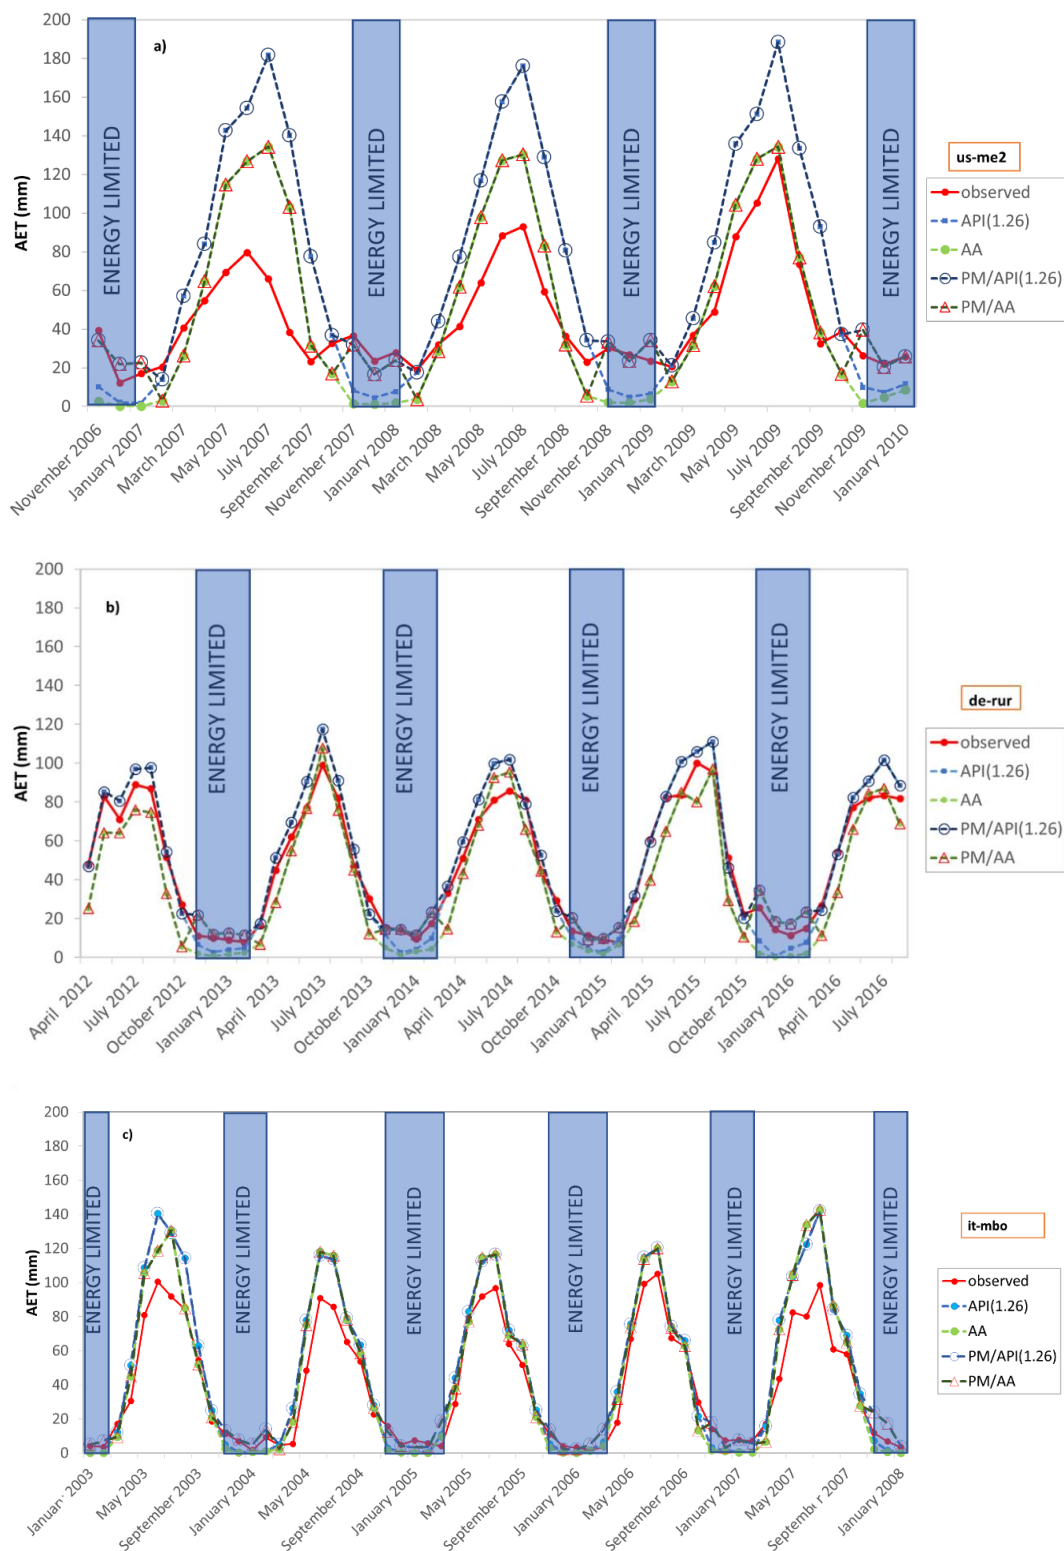 a)
200
180
160
140
120
100
80
60
40
20
0
AET (mm)
ENERGY LIMITED
ENERGY LIMITED
ENERGY LIMITED
ENERGY LIMITED
November 2006
January 2007
March 2007
May 2007
July 2007
September 2007
November 2007
January 2008
March 2008
May 2008
July 2008
September 2008
November 2008
January 2009
March 2009
May 2009
July 2009
September 2009
November 2009
January 2010
us-me2
observed
API(1.26)
AA
PM/API(1.26)
PM/AA
b)
200
180
160
140
120
100
80
60
40
20
0
AET (mm)
ENERGY LIMITED
ENERGY LIMITED
ENERGY LIMITED
ENERGY LIMITED
April 2012
July 2012
October 2012
January 2013
April 2013
July 2013
October 2013
January 2014
April 2014
July 2014
October 2014
January 2015
April 2015
July 2015
October 2015
January 2016
April 2016
July 2016
de-rur
observed
API(1.26)
AA
PM/API(1.26)
PM/AA
c)
200
180
160
140
120
100
80
60
40
20
0
AET (mm)
ENERGY LIMITED
ENERGY LIMITED
ENERGY LIMITED
ENERGY LIMITED
ENERGY LIMITED
ENERGY LIMITED
January 2003
May 2003
September 2003
January 2004
May 2004
September 2004
January 2005
May 2005
September 2005
January 2006
May 2006
September 2006
January 2007
May 2007
September 2007
January 2008
it-mbo
observed
API(1.26)
AA
PM/API(1.26)
PM/AA